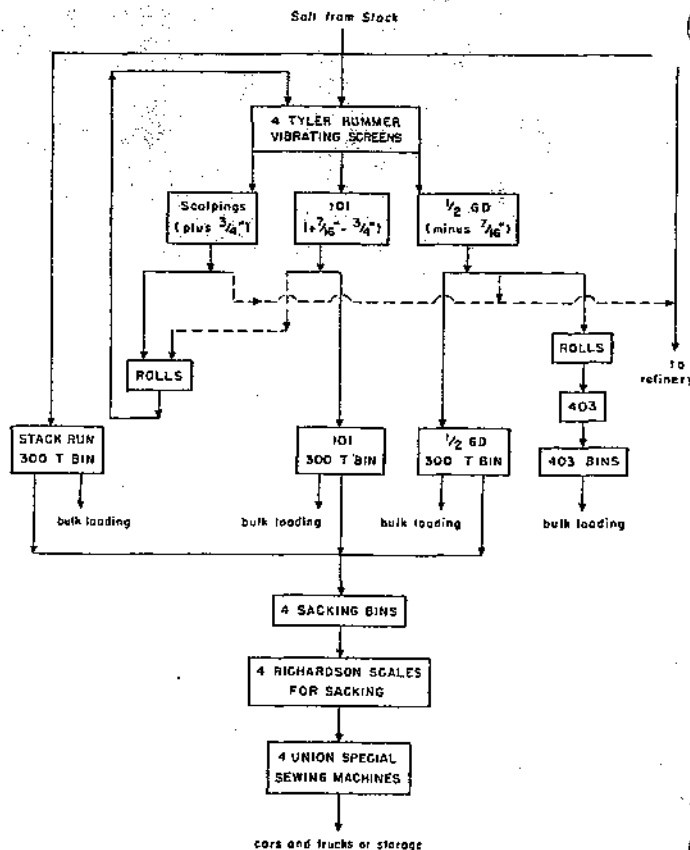 Salt from Stack
4 TYLER HUMMER
VIBRATING SCREENS
Scalpings
(plus 3/4")
101
(+7/16"- 3/4")
1/2 GD
(minus 7/16")
ROLLS
ROLLS
to
refinery
403
STACK RUN
300 T BIN
101
300 T BIN
1/2 GD
300 T BIN
403 BINS
bulk loading
bulk loading
bulk loading
bulk loading
4 SACKING BINS
4 RICHARDSON SCALES
FOR SACKING
4 UNION SPECIAL
SEWING MACHINES
cars and trucks or storage